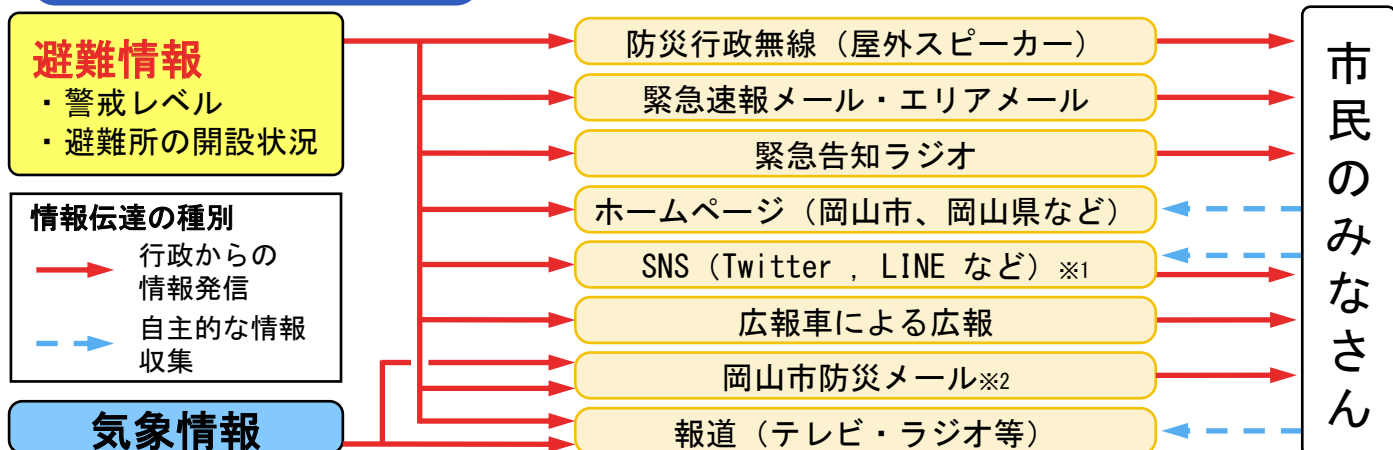 避難情報
・警戒レベル
・避難所の開設状況
情報伝達の種別
行政からの
情報発信
自主的な情報
収集
気象情報
防災行政無線（屋外スピーカー）
緊急速報メール・エリアメール
緊急告知ラジオ
ホームページ（岡山市、岡山県など）
SNS（Twitter , LINE など）※1
広報車による広報
岡山市防災メール※2
報道（テレビ・ラジオ等）
市民のみなさん